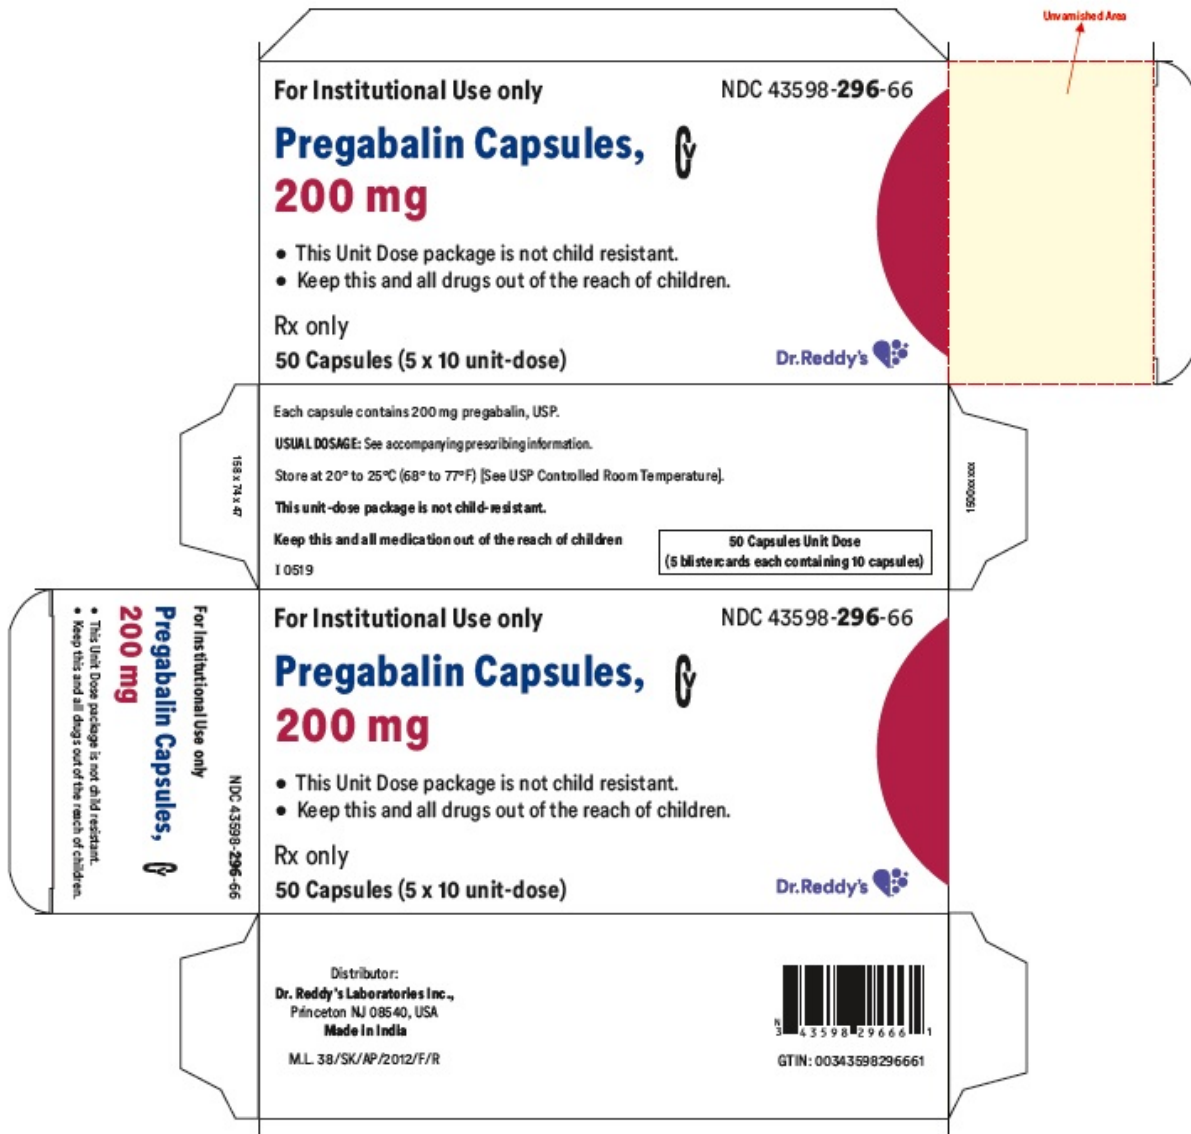 Unvarnished Area
For Institutional Use only
NDC 43598-296-66
Pregabalin Capsules, CV
200 mg
● This Unit Dose package is not child resistant.
● Keep this and all drugs out of the reach of children.
Rx only
50 Capsules (5 x 10 unit-dose)
Dr.Reddy's
158 x 74 x 47
Each capsule contains 200 mg pregabalin, USP.
USUAL DOSAGE: See accompanying prescribing information.
Store at 20° to 25°C (68° to 77°F) [See USP Controlled Room Temperature].
This unit-dose package is not child-resistant.
Keep this and all medication out of the reach of children
I 0519
50 Capsules Unit Dose
(5 blistercards each containing 10 capsules)
1500xxxxx
For Institutional Use only
NDC 43598-296-66
Pregabalin Capsules, CV
200 mg
● This Unit Dose package is not child resistant.
● Keep this and all drugs out of the reach of children.
For Institutional Use only
NDC 43598-296-66
Pregabalin Capsules, CV
200 mg
● This Unit Dose package is not child resistant.
● Keep this and all drugs out of the reach of children.
Rx only
50 Capsules (5 x 10 unit-dose)
Dr.Reddy's
Distributor:
Dr. Reddy's Laboratories Inc.,
Princeton NJ 08540, USA
Made in India
M.L. 38/SK/AP/2012/F/R
N
3 43598 29666 1
GTIN: 00343598296661